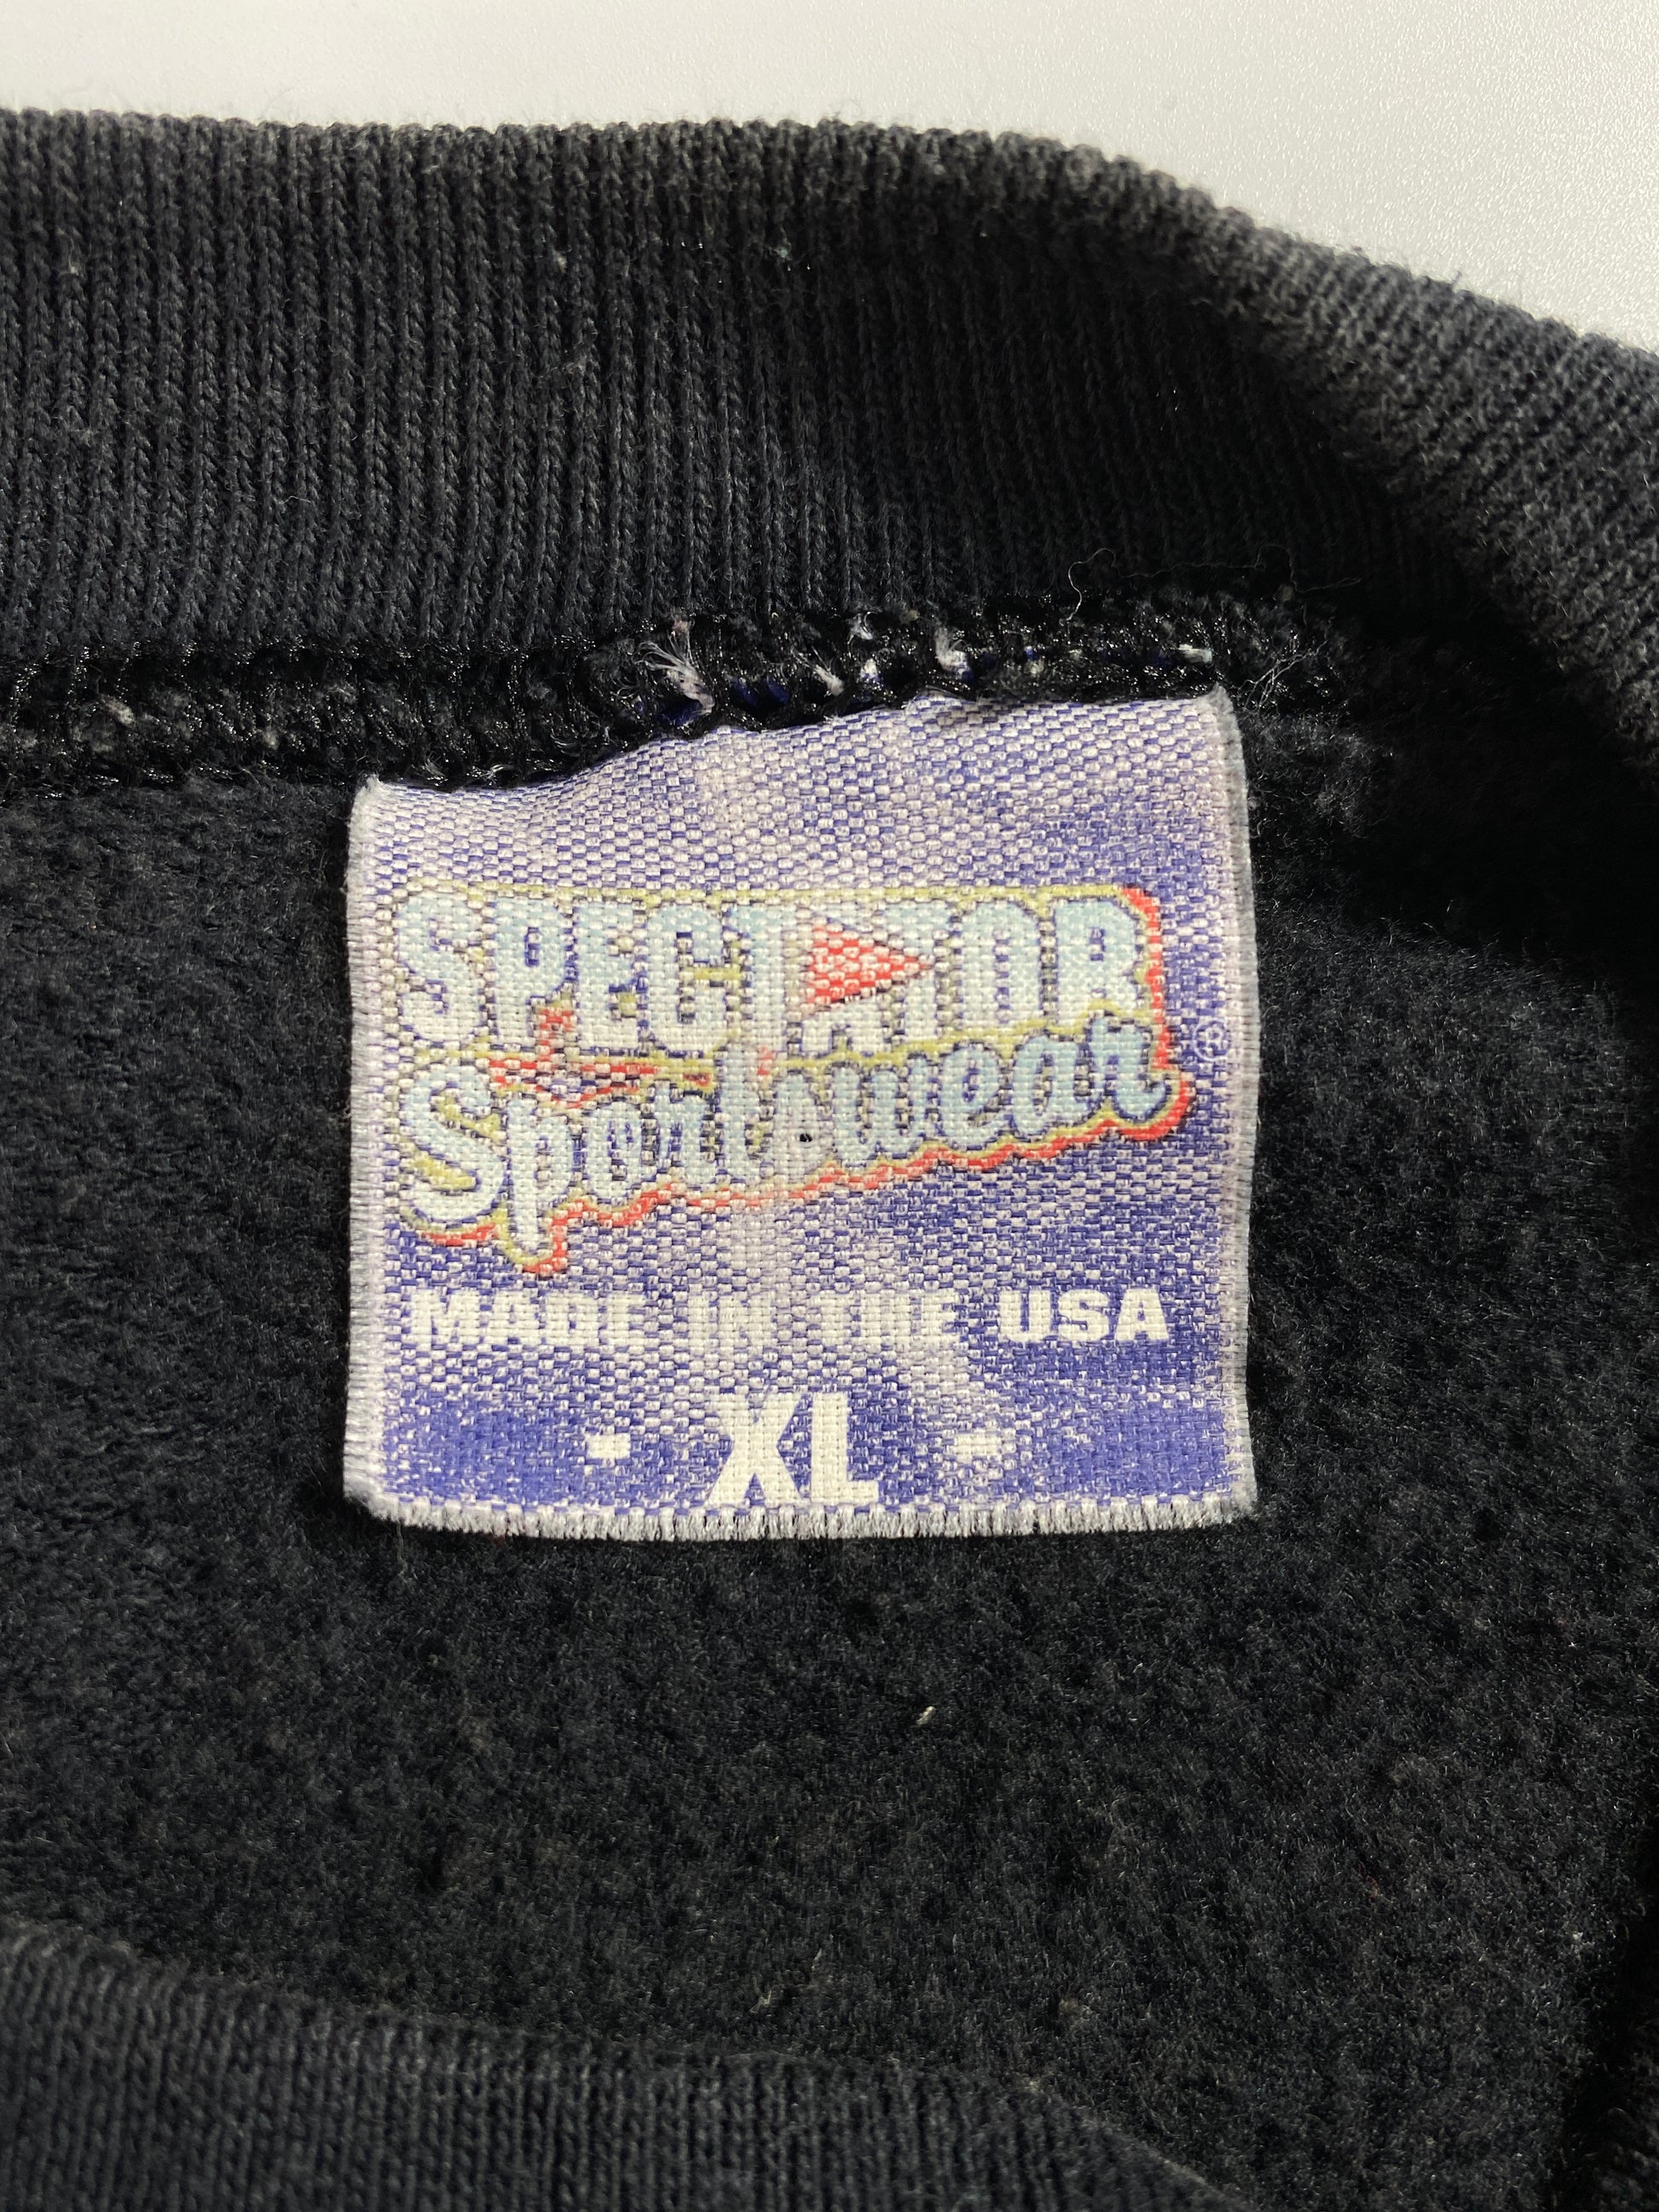 SPECTATOR
Sportswear ®
MADE IN THE USA
- XL -